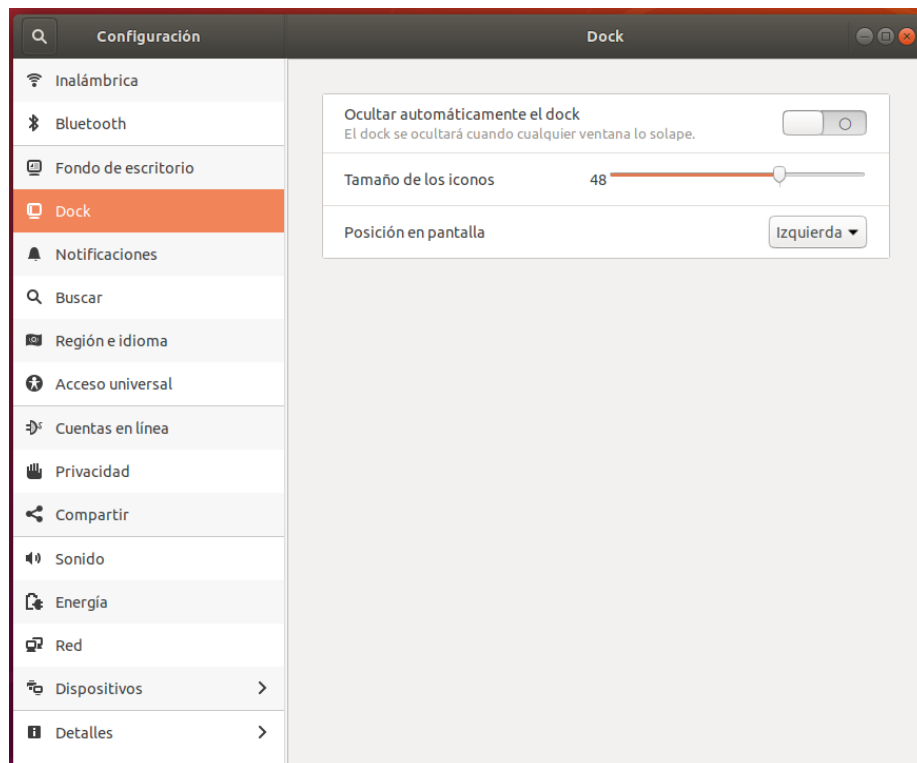 Configuración
Dock
Inalámbrica
Bluetooth
Fondo de escritorio
Dock
Notificaciones
Buscar
Región e idioma
Acceso universal
Cuentas en línea
Privacidad
Compartir
Sonido
Energía
Red
Dispositivos
Detalles
Ocultar automáticamente el dock
El dock se ocultará cuando cualquier ventana lo solape.
Tamaño de los iconos 48
Posición en pantalla Izquierda